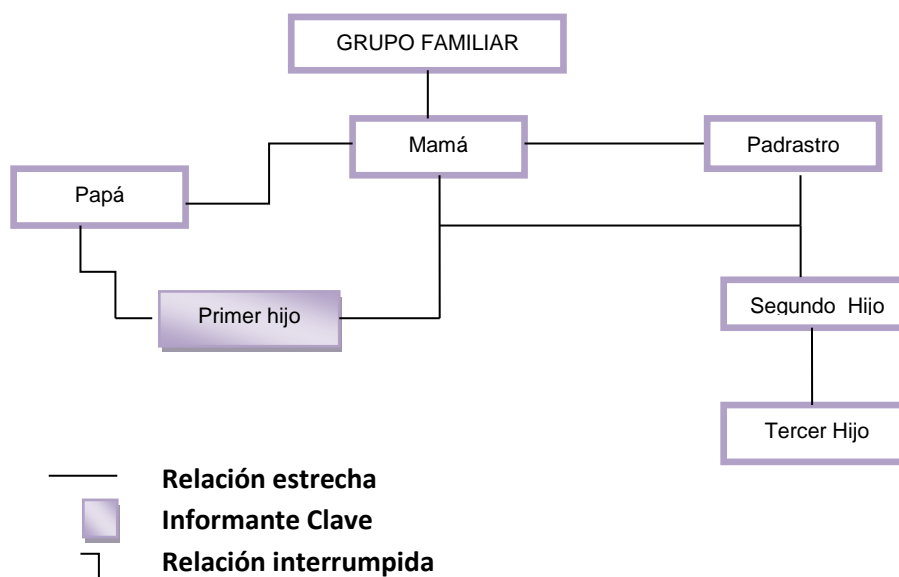 GRUPO FAMILIAR
Mamá
Padrastro
Papá
Primer hijo
Segundo Hijo
Tercer Hijo
Relación estrecha
Informante Clave
Relación interrumpida